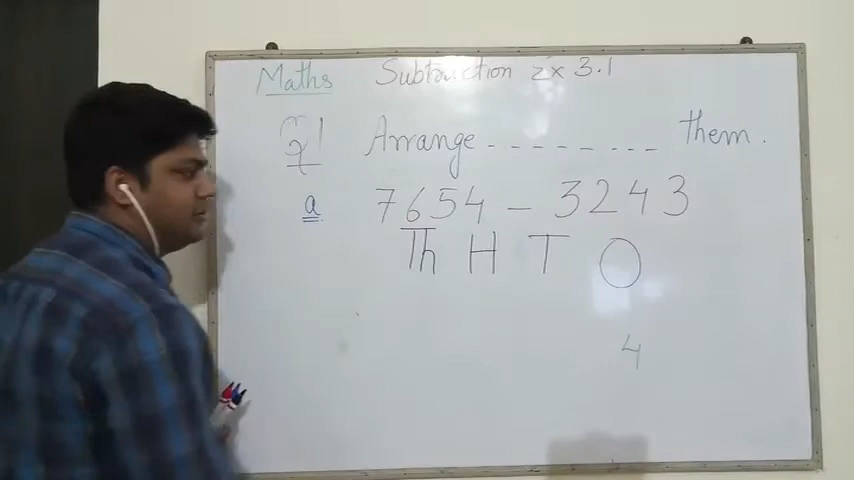 Maths Subtraction Ex 3.1
Q1 Arrange - - - - - - - - them.
a 7654 - 3243
Th H T O
4